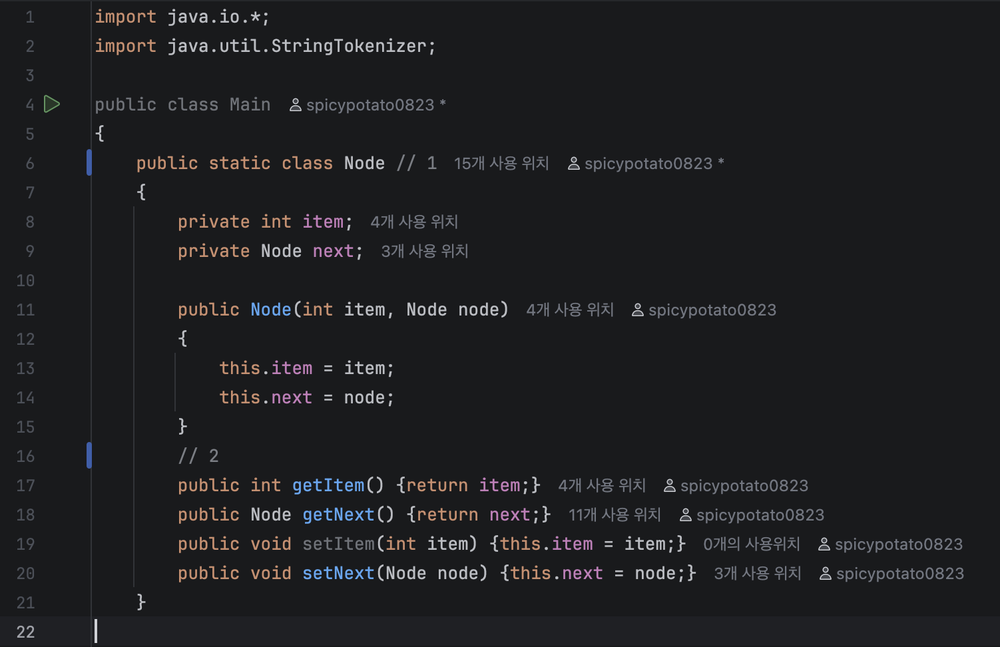 1 import java.io.*;
2 import java.util.StringTokenizer;
3
4 public class Main spicypotato0823 *
5 {
6 public static class Node // 1 15개 사용 위치 spicypotato0823 *
7 {
8 private int item; 4개 사용 위치
9 private Node next; 3개 사용 위치
10
11 public Node(int item, Node node) 4개 사용 위치 spicypotato0823
12 {
13 this.item = item;
14 this.next = node;
15 }
16 // 2
17 public int getItem() {return item;} 4개 사용 위치 spicypotato0823
18 public Node getNext() {return next;} 11개 사용 위치 spicypotato0823
19 public void setItem(int item) {this.item = item;} 0개의 사용위치 spicypotato0823
20 public void setNext(Node node) {this.next = node;} 3개 사용 위치 spicypotato0823
21 }
22